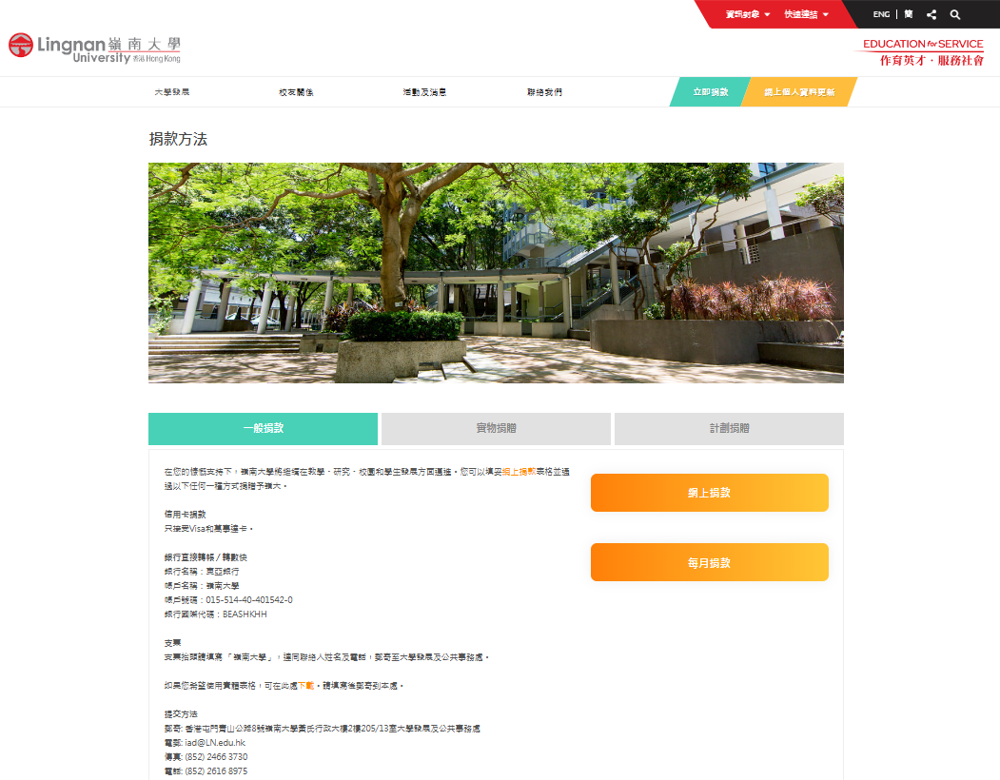 資訊對象
快速連結
ENG
簡
Lingnan 嶺南大學
University 香港 Hong Kong
EDUCATION for SERVICE
作育英才・服務社會
大學發展
校友關係
活動及消息
聯絡我們
立即捐款
網上個人資料更新
捐款方法
一般捐款
實物捐贈
計劃捐贈
在您的慷慨支持下，嶺南大學將繼續在教學、研究、校園和學生發展方面邁進。您可以填妥網上捐款表格並通
過以下任何一種方式捐贈予嶺大。
信用卡捐款
只接受Visa和萬事達卡。
銀行直接轉帳 / 轉數快
銀行名稱：東亞銀行
帳戶名稱：嶺南大學
帳戶號碼：015-514-40-401542-0
銀行國際代碼：BEASHKHH
支票
支票抬頭請填寫「嶺南大學」，連同聯絡人姓名及電話，郵寄至大學發展及公共事務處。
如果您希望使用實體表格，可在此處下載。請填寫後郵寄到本處。
提交方法
郵寄: 香港屯門青山公路8號嶺南大學黃氏行政大樓2樓205/13室大學發展及公共事務處
電郵: iad@LN.edu.hk
傳真: (852) 2466 3730
電話: (852) 2616 8975
網上捐款
每月捐款